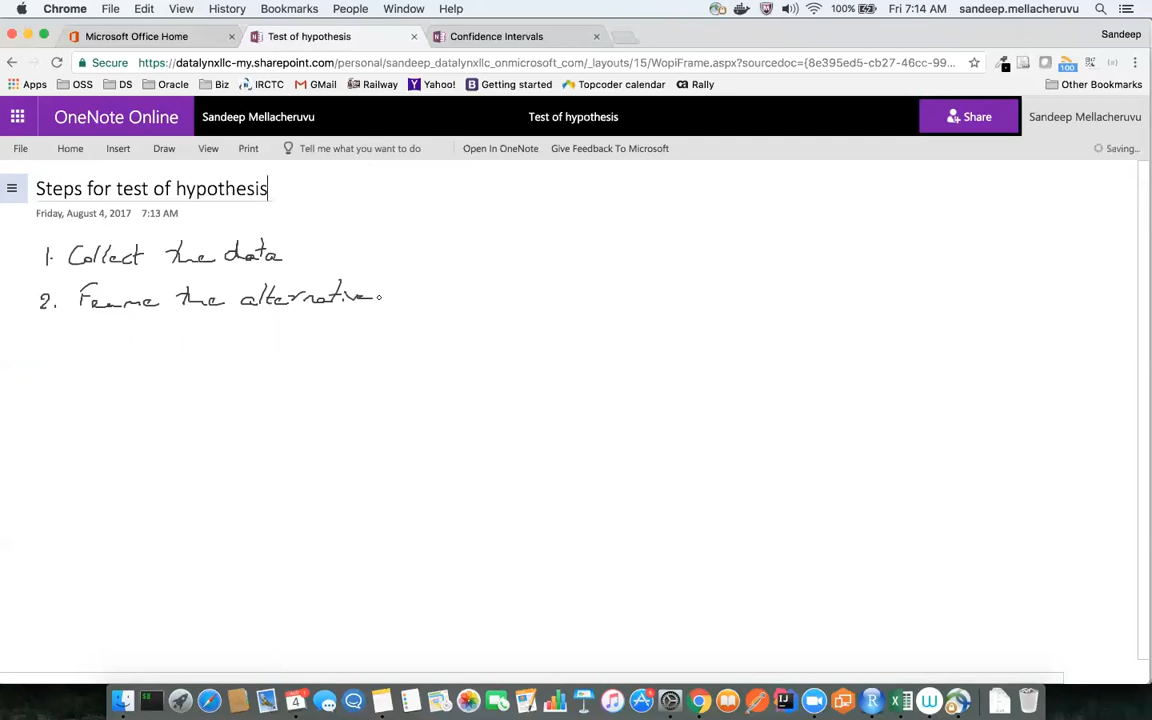 Chrome File Edit View History Bookmarks People Window Help 100% Fri 7:14 AM sandeep.mellacheruvu
Microsoft Office Home × Test of hypothesis × Confidence Intervals × Sandeep
Secure https://datalynxllc-my.sharepoint.com/personal/sandeep_datalynxllc_onmicrosoft_com/_layouts/15/WopiFrame.aspx?sourcedoc={8e395ed5-cb27-46cc-99... 100
Apps OSS DS Oracle Biz IRCTC GMail Railway Yahoo! Getting started Topcoder calendar Rally Other Bookmarks
OneNote Online Sandeep Mellacheruvu Test of hypothesis Share Sandeep Mellacheruvu
File Home Insert Draw View Print Tell me what you want to do Open In OneNote Give Feedback To Microsoft Saving...
Steps for test of hypothesis
Friday, August 4, 2017 7:13 AM
1. Collect the data
2. Frame the alternative